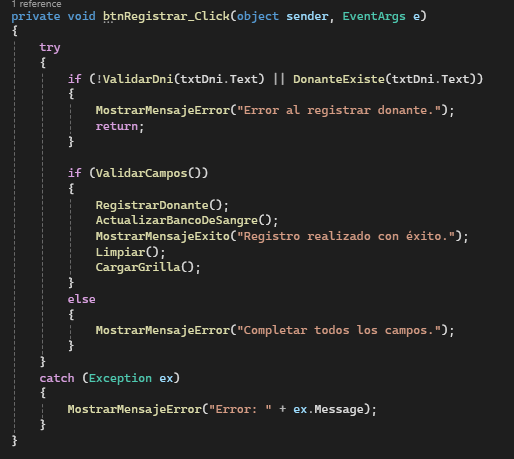 1 reference
private void btnRegistrar_Click(object sender, EventArgs e)
{
    try
    {
        if (!ValidarDni(txtDni.Text) || DonanteExiste(txtDni.Text))
        {
            MostrarMensajeError("Error al registrar donante.");
            return;
        }

        if (ValidarCampos())
        {
            RegistrarDonante();
            ActualizarBancoDeSangre();
            MostrarMensajeExito("Registro realizado con éxito.");
            Limpiar();
            CargarGrilla();
        }
        else
        {
            MostrarMensajeError("Completar todos los campos.");
        }
    }
    catch (Exception ex)
    {
        MostrarMensajeError("Error: " + ex.Message);
    }
}